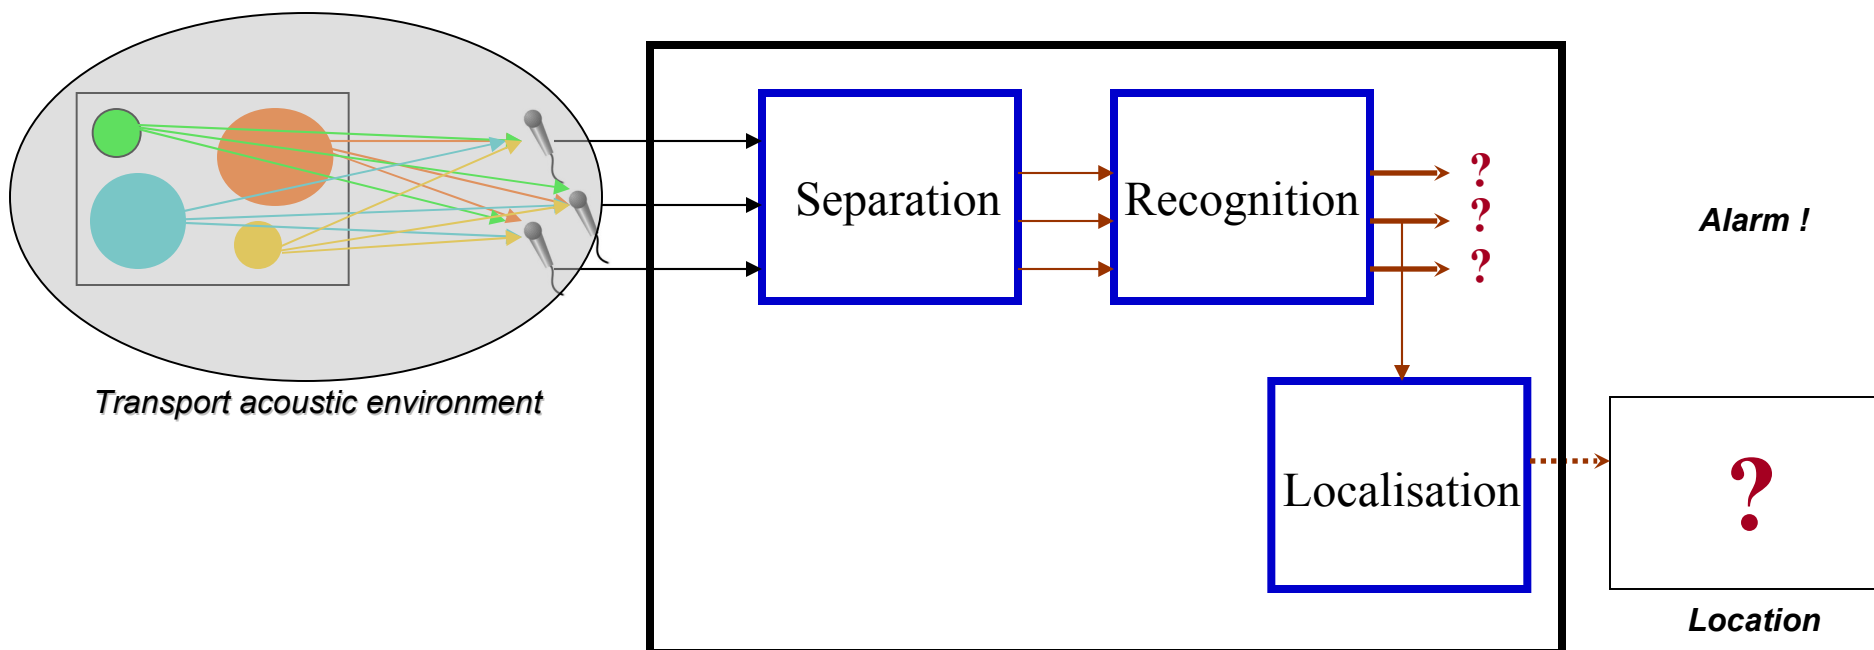 Separation
Recognition
?
?
?
Alarm !
Transport acoustic environment
Localisation
?
Location